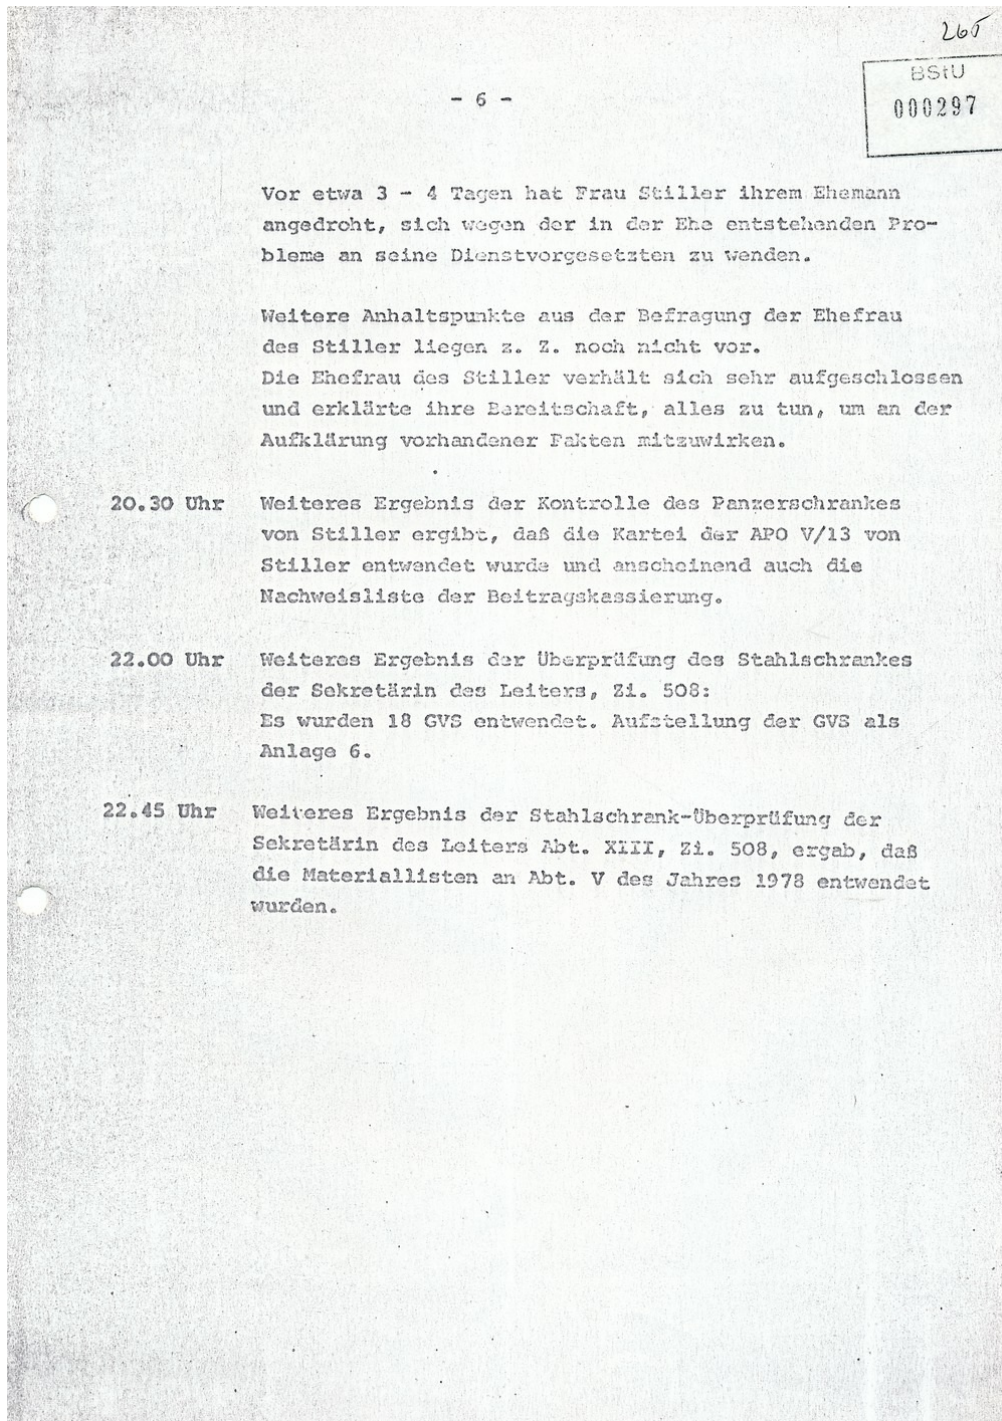 265
BStU
000297
- 6 -
Vor etwa 3 - 4 Tagen hat Frau Stiller ihrem Ehemann
angedroht, sich wegen der in der Ehe entstehenden Pro-
bleme an seine Dienstvorgesetzten zu wenden.
Weitere Anhaltspunkte aus der Befragung der Ehefrau
des Stiller liegen z. Z. noch nicht vor.
Die Ehefrau des Stiller verhält sich sehr aufgeschlossen
und erklärte ihre Bereitschaft, alles zu tun, um an der
Aufklärung vorhandener Fakten mitzuwirken.
20.30 Uhr Weiteres Ergebnis der Kontrolle des Panzerschrankes
von Stiller ergibt, daß die Kartei der APO V/13 von
Stiller entwendet wurde und anscheinend auch die
Nachweisliste der Beitragskassierung.
22.00 Uhr Weiteres Ergebnis der Überprüfung des Stahlschrankes
der Sekretärin des Leiters, Zi. 508:
Es wurden 18 GVS entwendet. Aufstellung der GVS als
Anlage 6.
22.45 Uhr Weiteres Ergebnis der Stahlschrank-Überprüfung der
Sekretärin des Leiters Abt. XIII, Zi. 508, ergab, daß
die Materiallisten an Abt. V des Jahres 1978 entwendet
wurden.